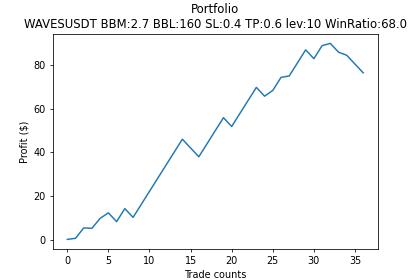 Portfolio
WAVESUSDT BBM:2.7 BBL:160 SL:0.4 TP:0.6 lev:10 WinRatio:68.0
80
60
40
20
0
Profit ($)
0 5 10 15 20 25 30 35
Trade counts